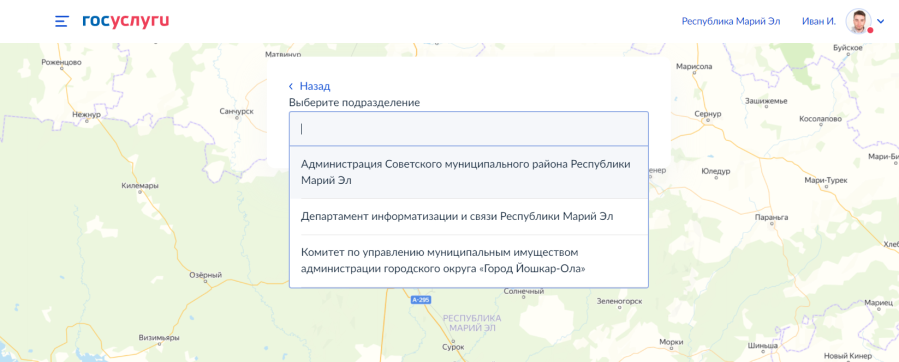 госуслуги
Республика Марий Эл
Иван И.
Буйское
Матвинур
Роженцово
Марисола
‹ Назад
Выберите подразделение
Зашижемье
Санчурск
Сернур
Косолапово
Нежнур
Администрация Советского муниципального района Республики
Марий Эл
Мари-Би
енер
Юледур
Мари-Турек
Килемары
Департамент информатизации и связи Республики Марий Эл
Параньга
Хлеб
Комитет по управлению муниципальным имуществом
администрации городского округа «Город Йошкар-Ола»
Озёрный
Солнечный
А-295
Зеленогорск
Мариец
РЕСПУБЛИКА
МАРИЙ ЭЛ
Визимьяры
Сурок
Морки
Шиньша
Новый Кинер